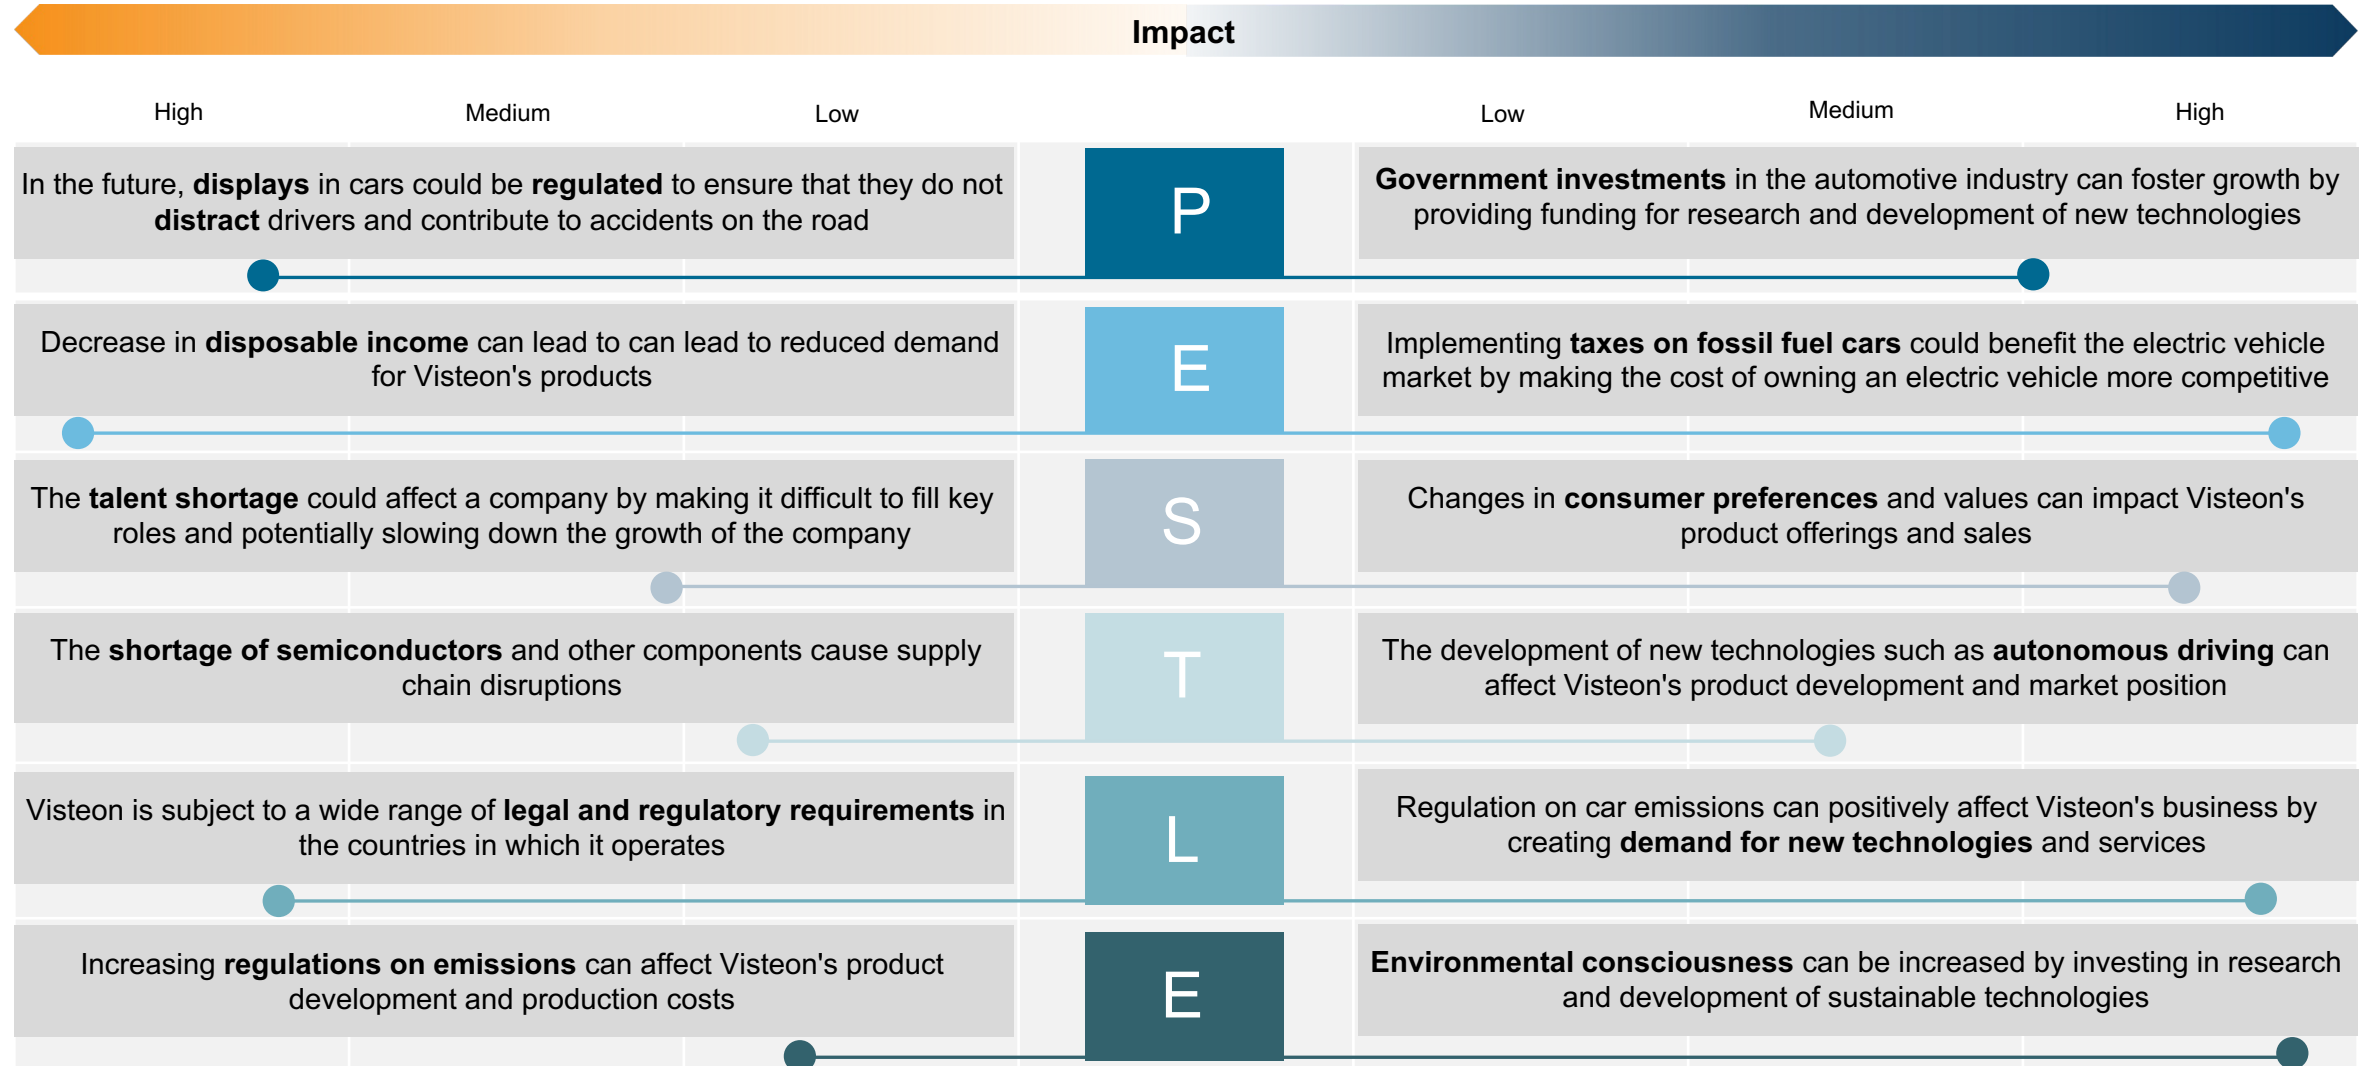 Impact
High
Medium
Low
Low
Medium
High
In the future, displays in cars could be regulated to ensure that they do not
distract drivers and contribute to accidents on the road
P
Government investments in the automotive industry can foster growth by
providing funding for research and development of new technologies
Decrease in disposable income can lead to can lead to reduced demand
for Visteon's products
E
Implementing taxes on fossil fuel cars could benefit the electric vehicle
market by making the cost of owning an electric vehicle more competitive
The talent shortage could affect a company by making it difficult to fill key
roles and potentially slowing down the growth of the company
S
Changes in consumer preferences and values can impact Visteon's
product offerings and sales
The shortage of semiconductors and other components cause supply
chain disruptions
T
The development of new technologies such as autonomous driving can
affect Visteon's product development and market position
Visteon is subject to a wide range of legal and regulatory requirements in
the countries in which it operates
L
Regulation on car emissions can positively affect Visteon's business by
creating demand for new technologies and services
Increasing regulations on emissions can affect Visteon's product
development and production costs
E
Environmental consciousness can be increased by investing in research
and development of sustainable technologies